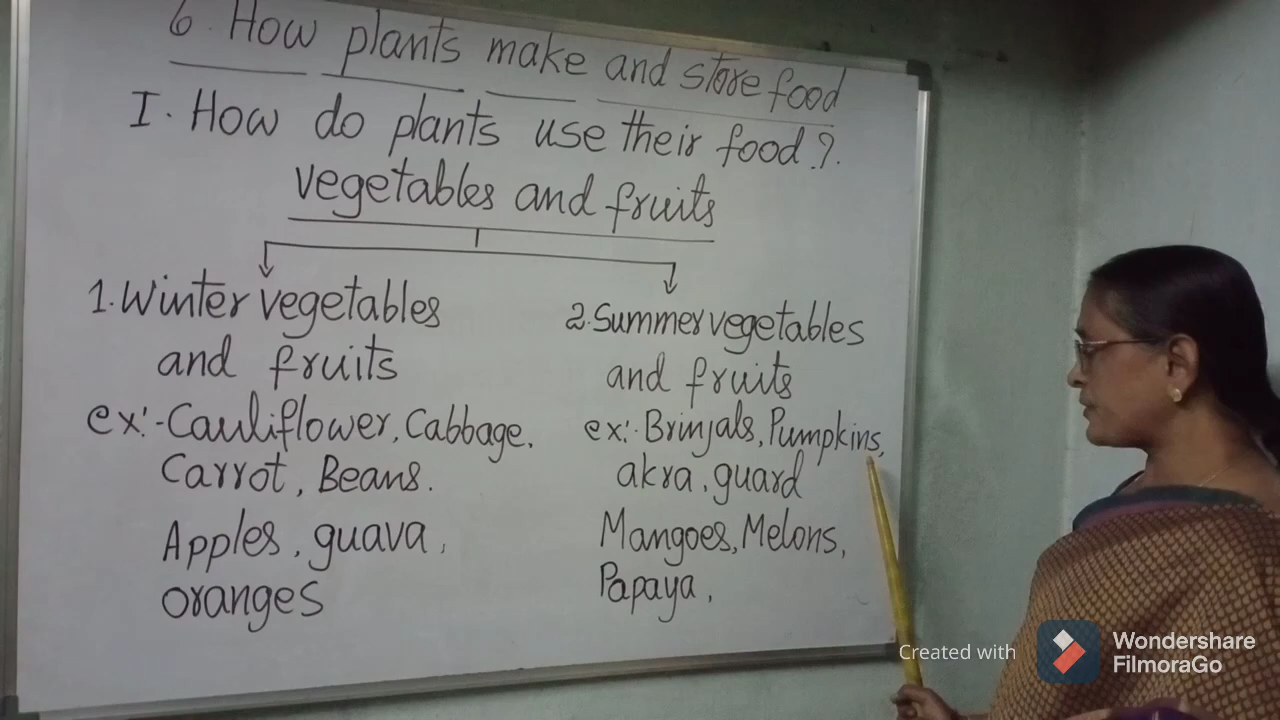 6. How plants make and store food
I. How do plants use their food?.
vegetables and fruits
1. Winter vegetables
and fruits
ex:- Cauliflower, Cabbage,
Carrot, Beans.
Apples, guava,
oranges
2. Summer vegetables
and fruits
ex:- Brinjals, Pumpkins,
akra, guard
Mangoes, Melons,
Papaya,
Created with
Wondershare
FilmoraGo